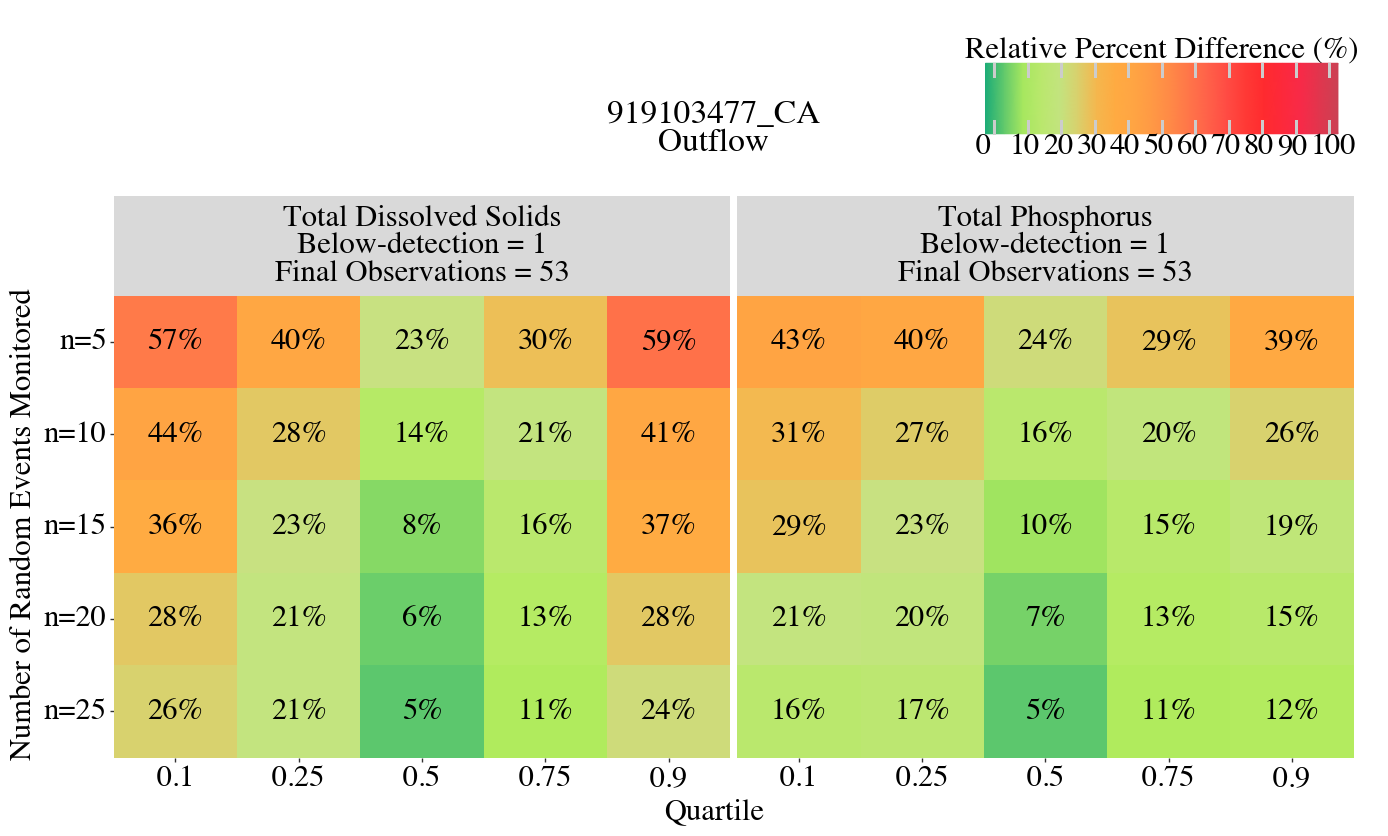 Relative Percent Difference (%)
0 10 20 30 40 50 60 70 80 90 100
919103477_CA
Outflow
Total Dissolved Solids
Below-detection = 1
Final Observations = 53
Total Phosphorus
Below-detection = 1
Final Observations = 53
Number of Random Events Monitored
n=5 57% 40% 23% 30% 59% 43% 40% 24% 29% 39%
n=10 44% 28% 14% 21% 41% 31% 27% 16% 20% 26%
n=15 36% 23% 8% 16% 37% 29% 23% 10% 15% 19%
n=20 28% 21% 6% 13% 28% 21% 20% 7% 13% 15%
n=25 26% 21% 5% 11% 24% 16% 17% 5% 11% 12%
0.1 0.25 0.5 0.75 0.9 0.1 0.25 0.5 0.75 0.9
Quartile